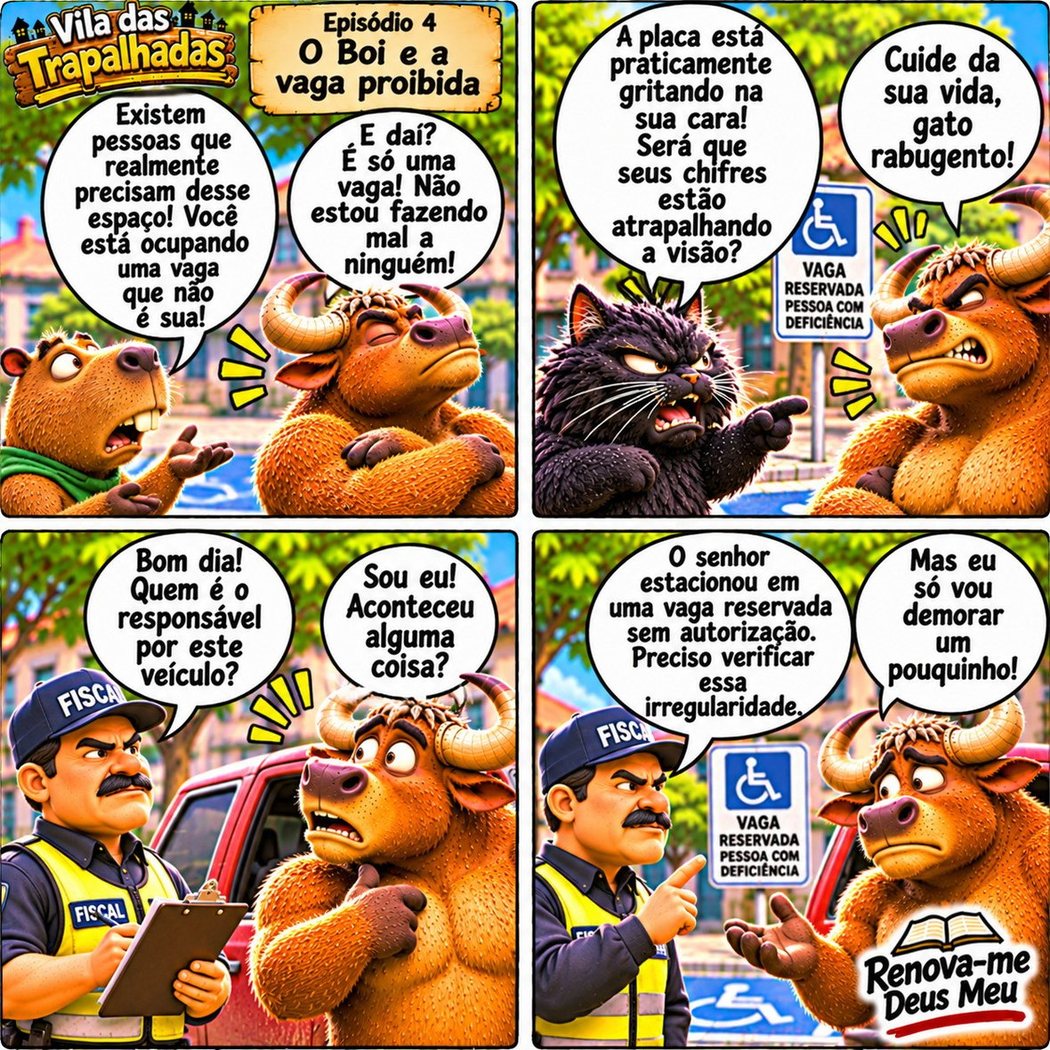 Vila das
Trapalhadas
Episódio 4
O Boi e a
vaga proibida
Existem
pessoas que
realmente
precisam desse
espaço! Você
está ocupando
uma vaga
que não
é sua!
E daí?
É só uma
vaga! Não
estou fazendo
mal a
ninguém!
A placa está
praticamente
gritando na
sua cara!
Será que
seus chifres
estão
atrapalhando
a visão?
Cuide da
sua vida,
gato
rabugento!
VAGA
RESERVADA
PESSOA COM
DEFICIÊNCIA
Bom dia!
Quem é o
responsável
por este
veículo?
Sou eu!
Aconteceu
alguma
coisa?
FISCAL
FISCAL
O senhor
estacionou em
uma vaga reservada
sem autorização.
Preciso verificar
essa
irregularidade.
Mas eu
só vou
demorar
um
pouquinho!
FISCAL
VAGA
RESERVADA
PESSOA COM
DEFICIÊNCIA
FISC
Renova-me
Deus Meu